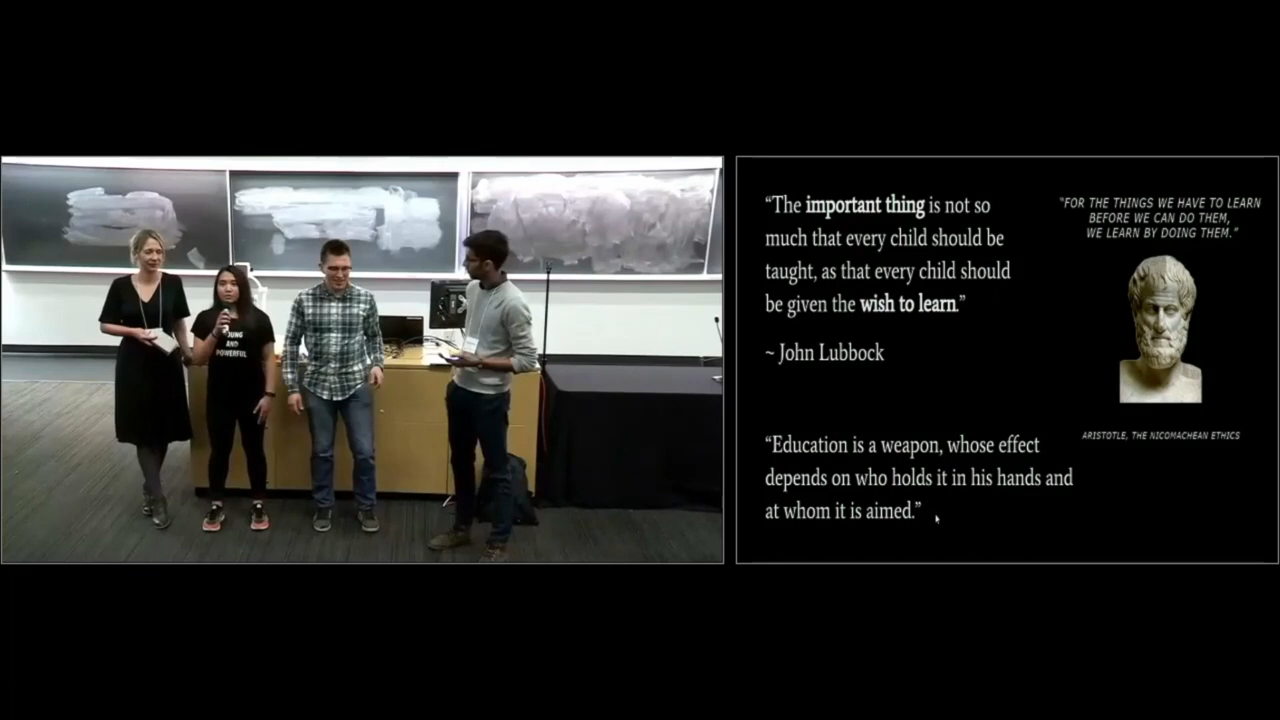 JUNG
AND
POWERFUL
“The important thing is not so
much that every child should be
taught, as that every child should
be given the wish to learn.”
~ John Lubbock
“Education is a weapon, whose effect
depends on who holds it in his hands and
at whom it is aimed.”
“FOR THE THINGS WE HAVE TO LEARN
BEFORE WE CAN DO THEM,
WE LEARN BY DOING THEM.”
ARISTOTLE, THE NICOMACHEAN ETHICS